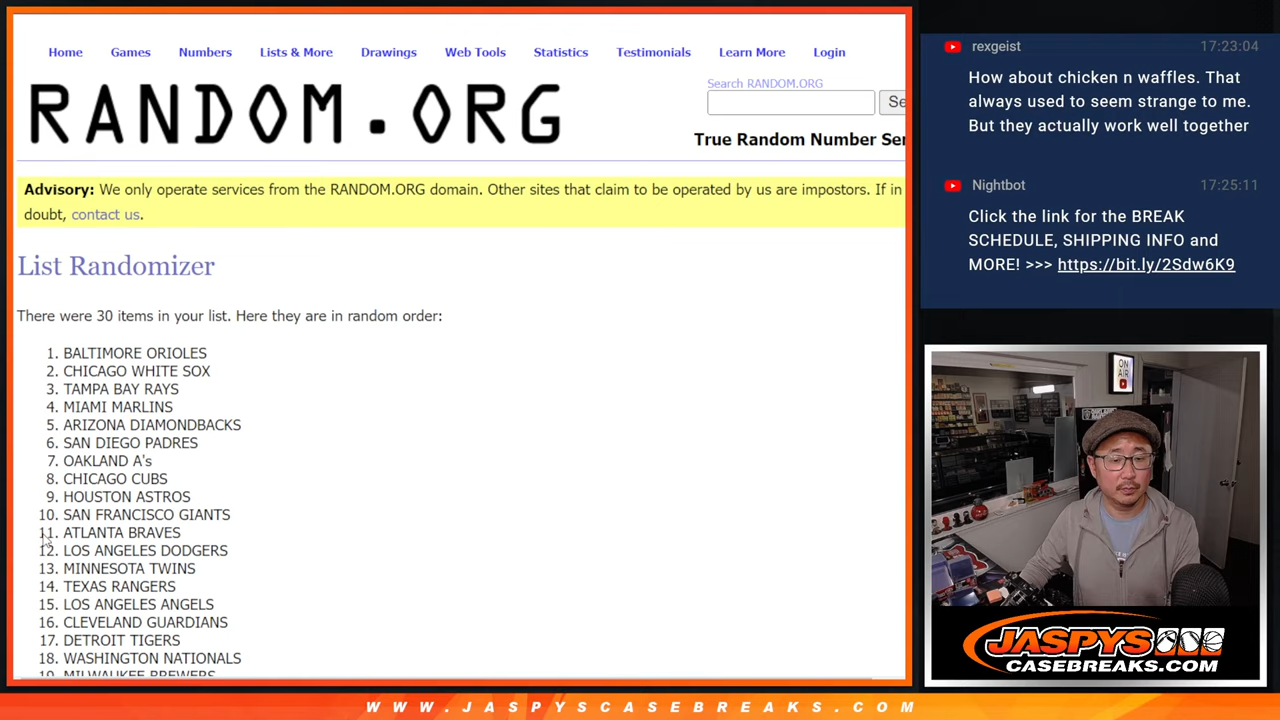 Home Games Numbers Lists & More Drawings Web Tools Statistics Testimonials Learn More Login
RANDOM.ORG
Search RANDOM.ORG
Se
True Random Number Ser
Advisory: We only operate services from the RANDOM.ORG domain. Other sites that claim to be operated by us are impostors. If in
doubt, contact us.
List Randomizer
There were 30 items in your list. Here they are in random order:
1. BALTIMORE ORIOLES
2. CHICAGO WHITE SOX
3. TAMPA BAY RAYS
4. MIAMI MARLINS
5. ARIZONA DIAMONDBACKS
6. SAN DIEGO PADRES
7. OAKLAND A's
8. CHICAGO CUBS
9. HOUSTON ASTROS
10. SAN FRANCISCO GIANTS
11. ATLANTA BRAVES
12. LOS ANGELES DODGERS
13. MINNESOTA TWINS
14. TEXAS RANGERS
15. LOS ANGELES ANGELS
16. CLEVELAND GUARDIANS
17. DETROIT TIGERS
18. WASHINGTON NATIONALS
19. MILWAUKEE BREWERS
rexgeist 17:23:04
How about chicken n waffles. That
always used to seem strange to me.
But they actually work well together
Nightbot 17:25:11
Click the link for the BREAK
SCHEDULE, SHIPPING INFO and
MORE! >>> https://bit.ly/2Sdw6K9
ON
AIR
JASPYS
CASEBREAKS.COM
WWW.JASPYSCASEBREAKS.COM